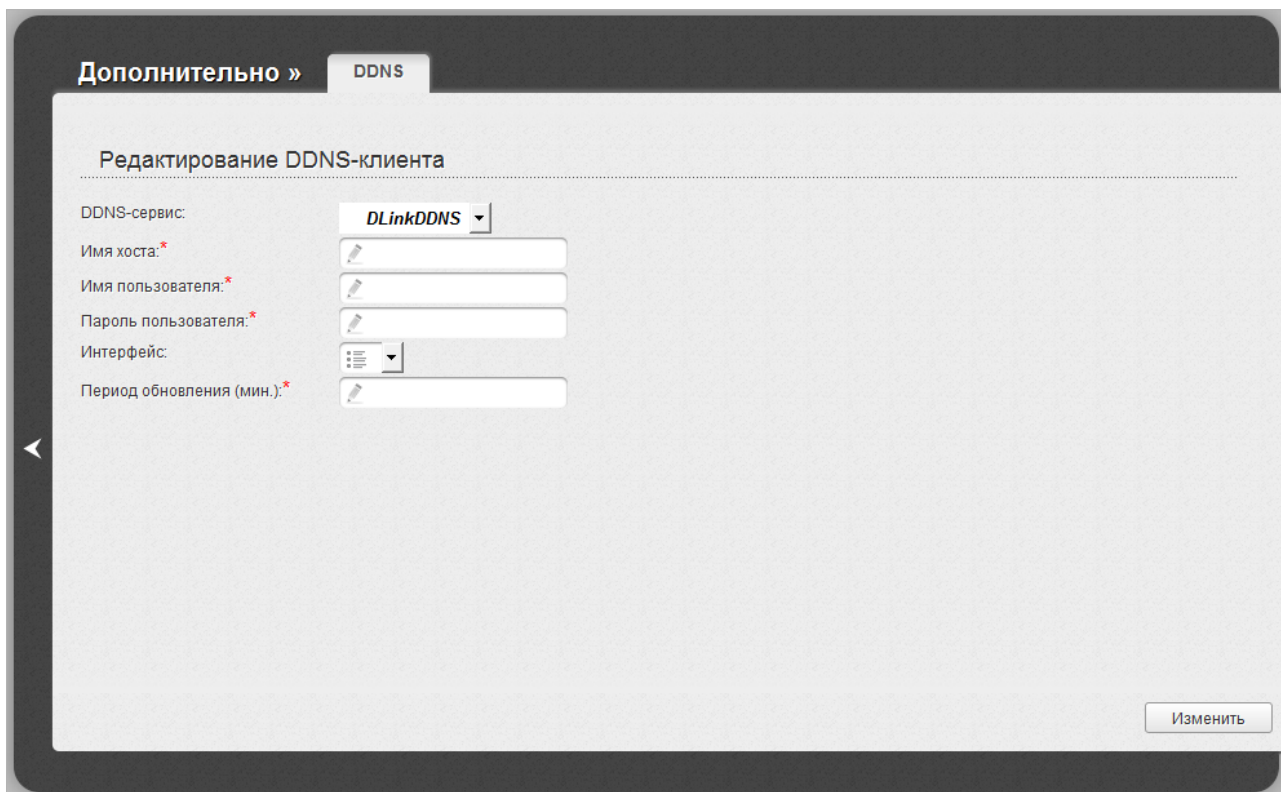 Дополнительно »
DDNS
Редактирование DDNS-клиента
DDNS-сервис:
DLinkDDNS
Имя хоста:*
Имя пользователя:*
Пароль пользователя:*
Интерфейс:
Период обновления (мин.):*
Изменить